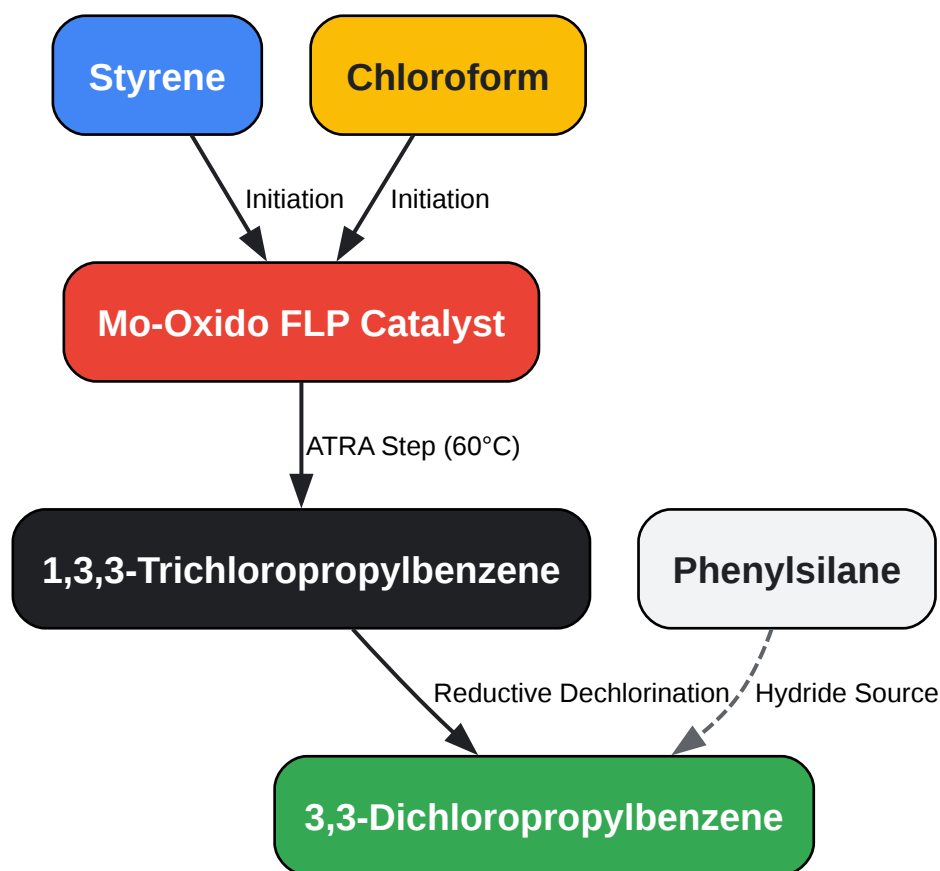 Styrene
Chloroform
Initiation
Initiation
Mo-Oxido FLP Catalyst
ATRA Step (60°C)
1,3,3-Trichloropropylbenzene
Phenylsilane
Reductive Dechlorination
Hydride Source
3,3-Dichloropropylbenzene